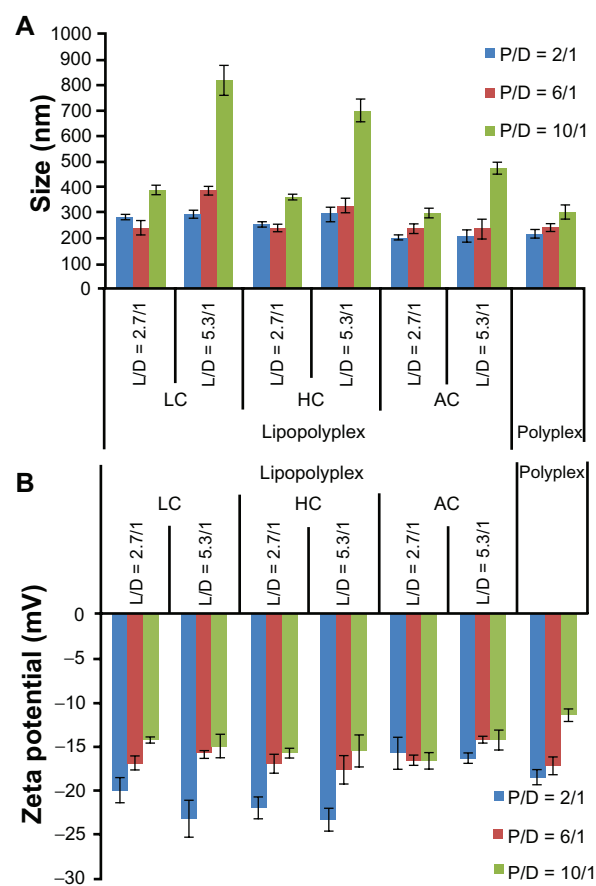 A
Size (nm)
1000
900
800
700
600
500
400
300
200
100
0
P/D = 2/1
P/D = 6/1
P/D = 10/1
L/D = 2.7/1
L/D = 5.3/1
L/D = 2.7/1
L/D = 5.3/1
L/D = 2.7/1
L/D = 5.3/1
LC
HC
AC
Lipopolyplex
Polyplex
B
Lipopolyplex
Polyplex
LC
HC
AC
L/D = 2.7/1
L/D = 5.3/1
L/D = 2.7/1
L/D = 5.3/1
L/D = 2.7/1
L/D = 5.3/1
Zeta potential (mV)
0
–5
–10
–15
–20
–25
–30
P/D = 2/1
P/D = 6/1
P/D = 10/1